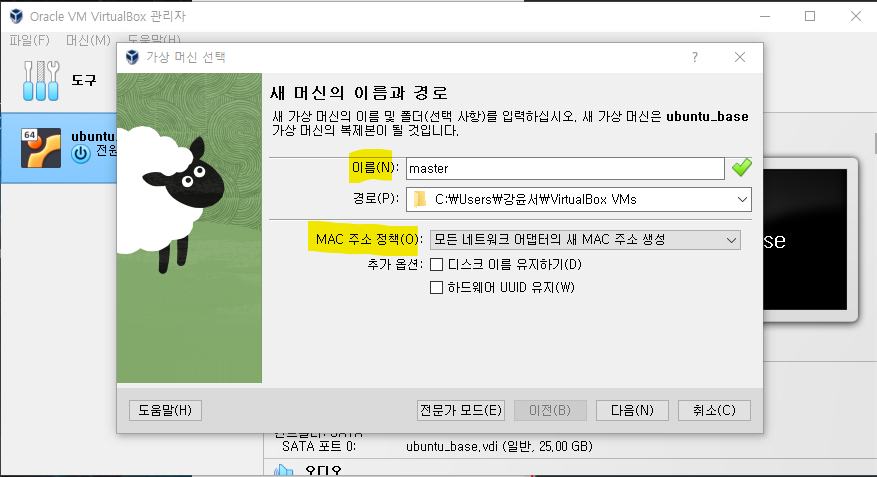 Oracle VM VirtualBox 관리자
파일(F) 머신(M) 도움말(H)
가상 머신 선택
?
도구
64
ubuntu_
전원
새 머신의 이름과 경로
새 가상 머신의 이름 및 폴더(선택 사항)를 입력하십시오. 새 가상 머신은 ubuntu_base
가상 머신의 복제본이 될 것입니다.
이름(N): master
경로(P): C:₩Users₩강윤서₩VirtualBox VMs
MAC 주소 정책(O): 모든 네트워크 어댑터의 새 MAC 주소 생성
추가 옵션: 디스크 이름 유지하기(D)
하드웨어 UUID 유지(W)
se
도움말(H) 전문가 모드(E) 이전(B) 다음(N) 취소(C)
SATA 포트 0: ubuntu_base.vdi (일반, 25.00 GB)
오디오